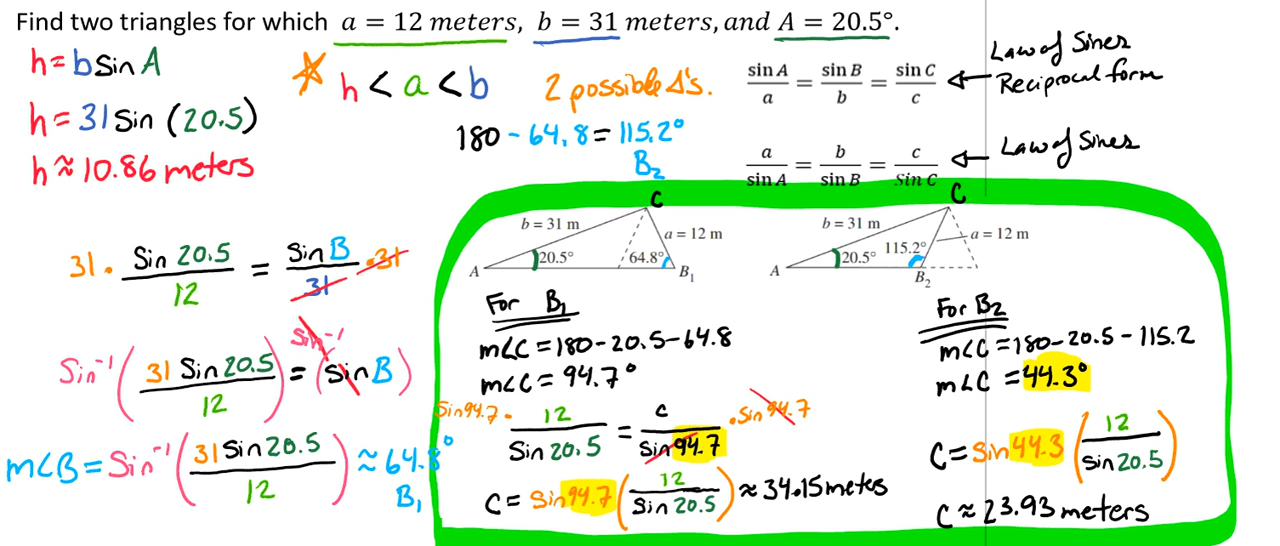 Find two triangles for which a = 12 meters, b = 31 meters, and A = 20.5°.
h = b Sin A
h = 31 Sin (20.5)
h ≈ 10.86 meters
☆ h < a < b
2 possible Δ's.
180 - 64.8 = 115.2°
B₂
sin A / a = sin B / b = sin C / c
Law of Sines
Reciprocal form
a / sin A = b / sin B = c / Sin C
Law of Sines
31 · Sin 20.5 / 12 = Sin B / 31 · 31
Sin⁻¹ ( 31 Sin 20.5 / 12 ) = Sin⁻¹ ( Sin B )
m∠B = Sin⁻¹ ( 31 Sin 20.5 / 12 ) ≈ 64.8°
B₁
C
b = 31 m
a = 12 m
20.5°
64.8°
A
B₁
For B₁
m∠C = 180 - 20.5 - 64.8
m∠C = 94.7°
Sin 94.7 · 12 / Sin 20.5 = c / Sin 94.7 · Sin 94.7
C = Sin 94.7 ( 12 / Sin 20.5 ) ≈ 34.15 meters
C
b = 31 m
a = 12 m
20.5°
115.2°
A
B₂
For B₂
m∠C = 180 - 20.5 - 115.2
m∠C = 44.3°
C = Sin 44.3 ( 12 / Sin 20.5 )
C ≈ 23.93 meters